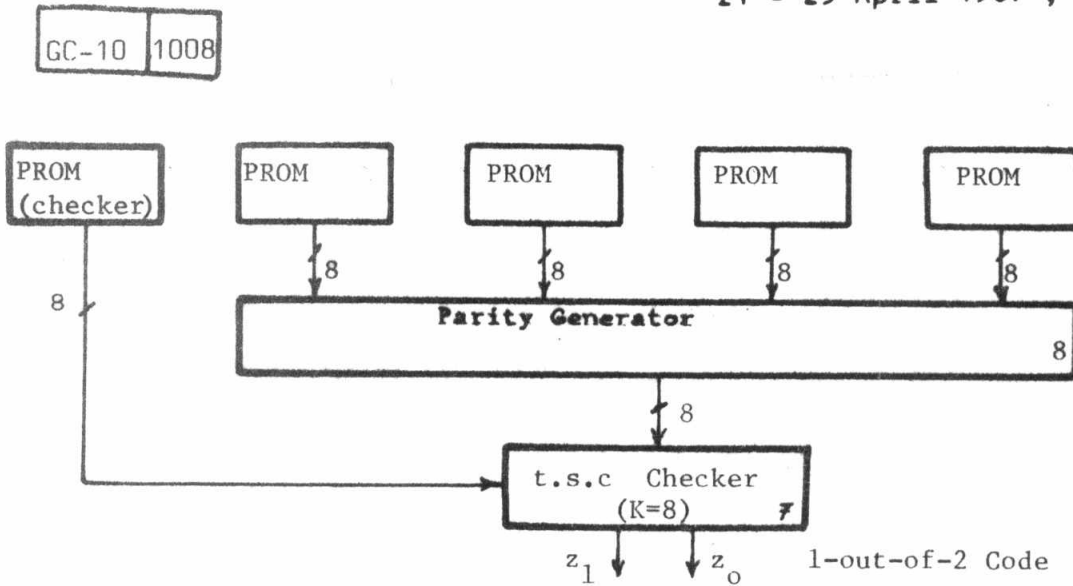 GC-10 1008
PROM (checker)
PROM
PROM
PROM
PROM
8
8
8
8
8
Parity Generator
8
8
t.s.c Checker
(K=8) 7
z1 zo 1-out-of-2 Code